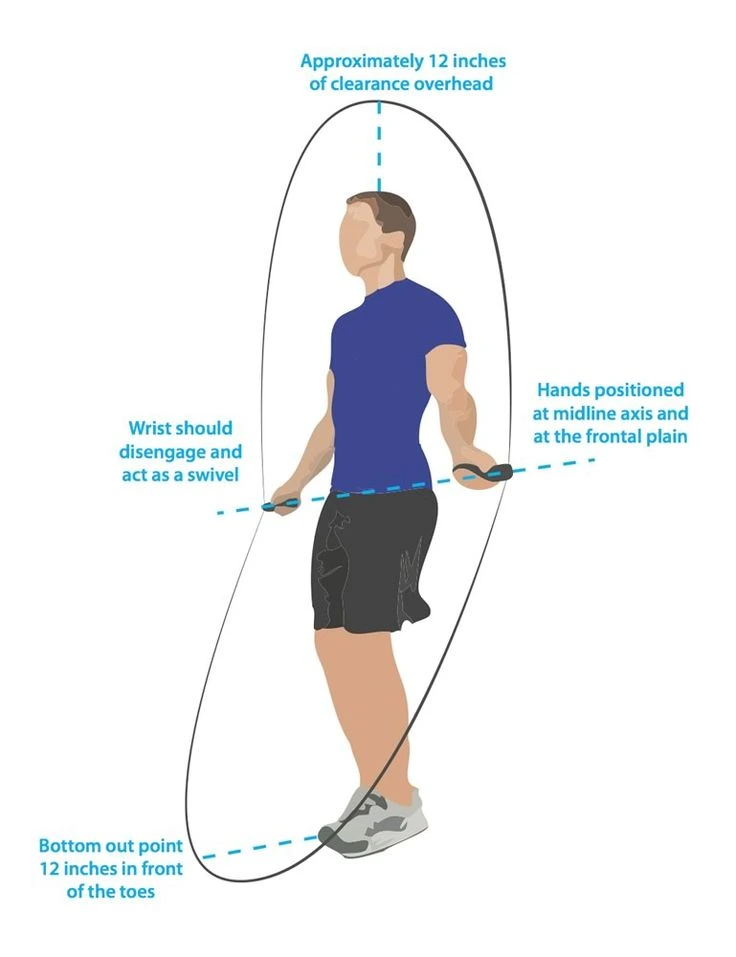 Approximately 12 inches
of clearance overhead
Hands positioned
at midline axis and
at the frontal plain
Wrist should
disengage and
act as a swivel
Bottom out point
12 inches in front
of the toes